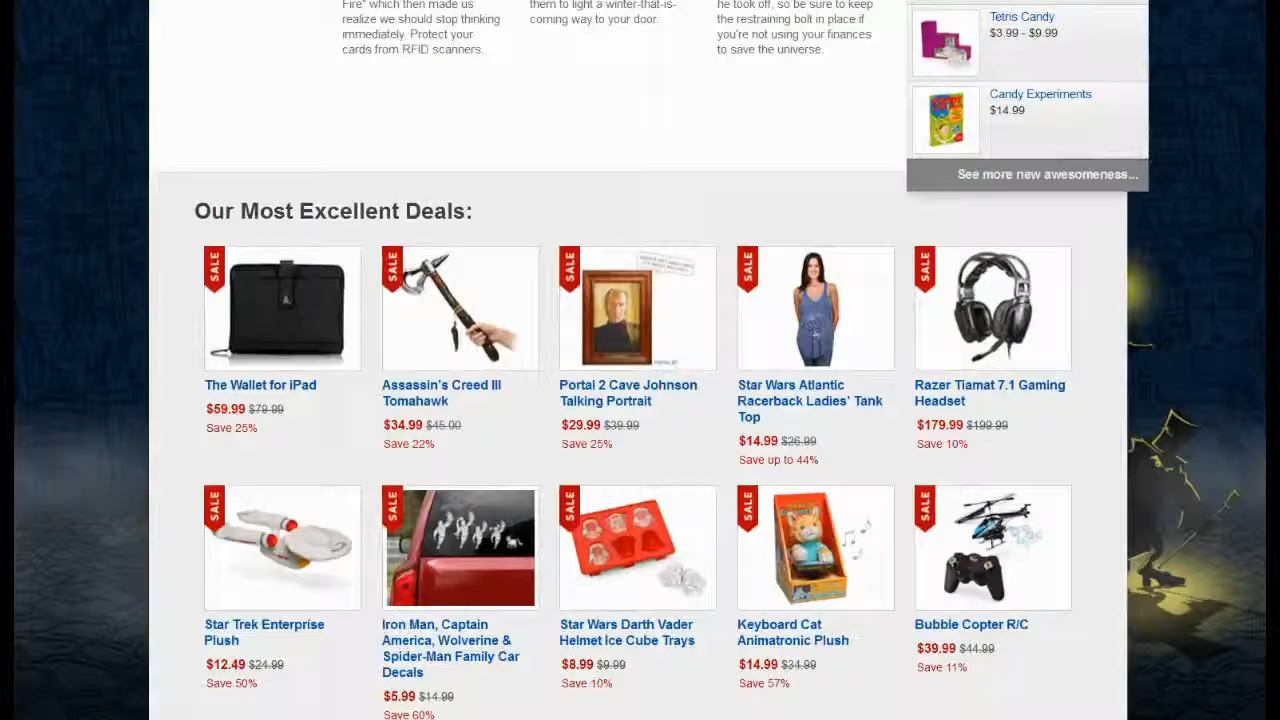 Fire" which then made us
realize we should stop thinking
immediately. Protect your
cards from RFID scanners.
them to light a winter-that-is-
coming way to your door.
he took off, so be sure to keep
the restraining bolt in place if
you're not using your finances
to save the universe.
Tetris Candy
$3.99 - $9.99
Candy Experiments
$14.99
See more new awesomeness...
Our Most Excellent Deals:
SALE
SALE
SALE
SALE
SALE
The Wallet for iPad
$59.99 $79.99
Save 25%
Assassin's Creed III
Tomahawk
$34.99 $45.00
Save 22%
Portal 2 Cave Johnson
Talking Portrait
$29.99 $39.99
Save 25%
Star Wars Atlantic
Racerback Ladies' Tank
Top
$14.99 $26.99
Save up to 44%
Razer Tiamat 7.1 Gaming
Headset
$179.99 $199.99
Save 10%
SALE
SALE
SALE
SALE
SALE
Star Trek Enterprise
Plush
$12.49 $24.99
Save 50%
Iron Man, Captain
America, Wolverine &
Spider-Man Family Car
Decals
$5.99 $14.99
Save 60%
Star Wars Darth Vader
Helmet Ice Cube Trays
$8.99 $9.99
Save 10%
Keyboard Cat
Animatronic Plush
$14.99 $34.99
Save 57%
Bubble Copter R/C
$39.99 $44.99
Save 11%